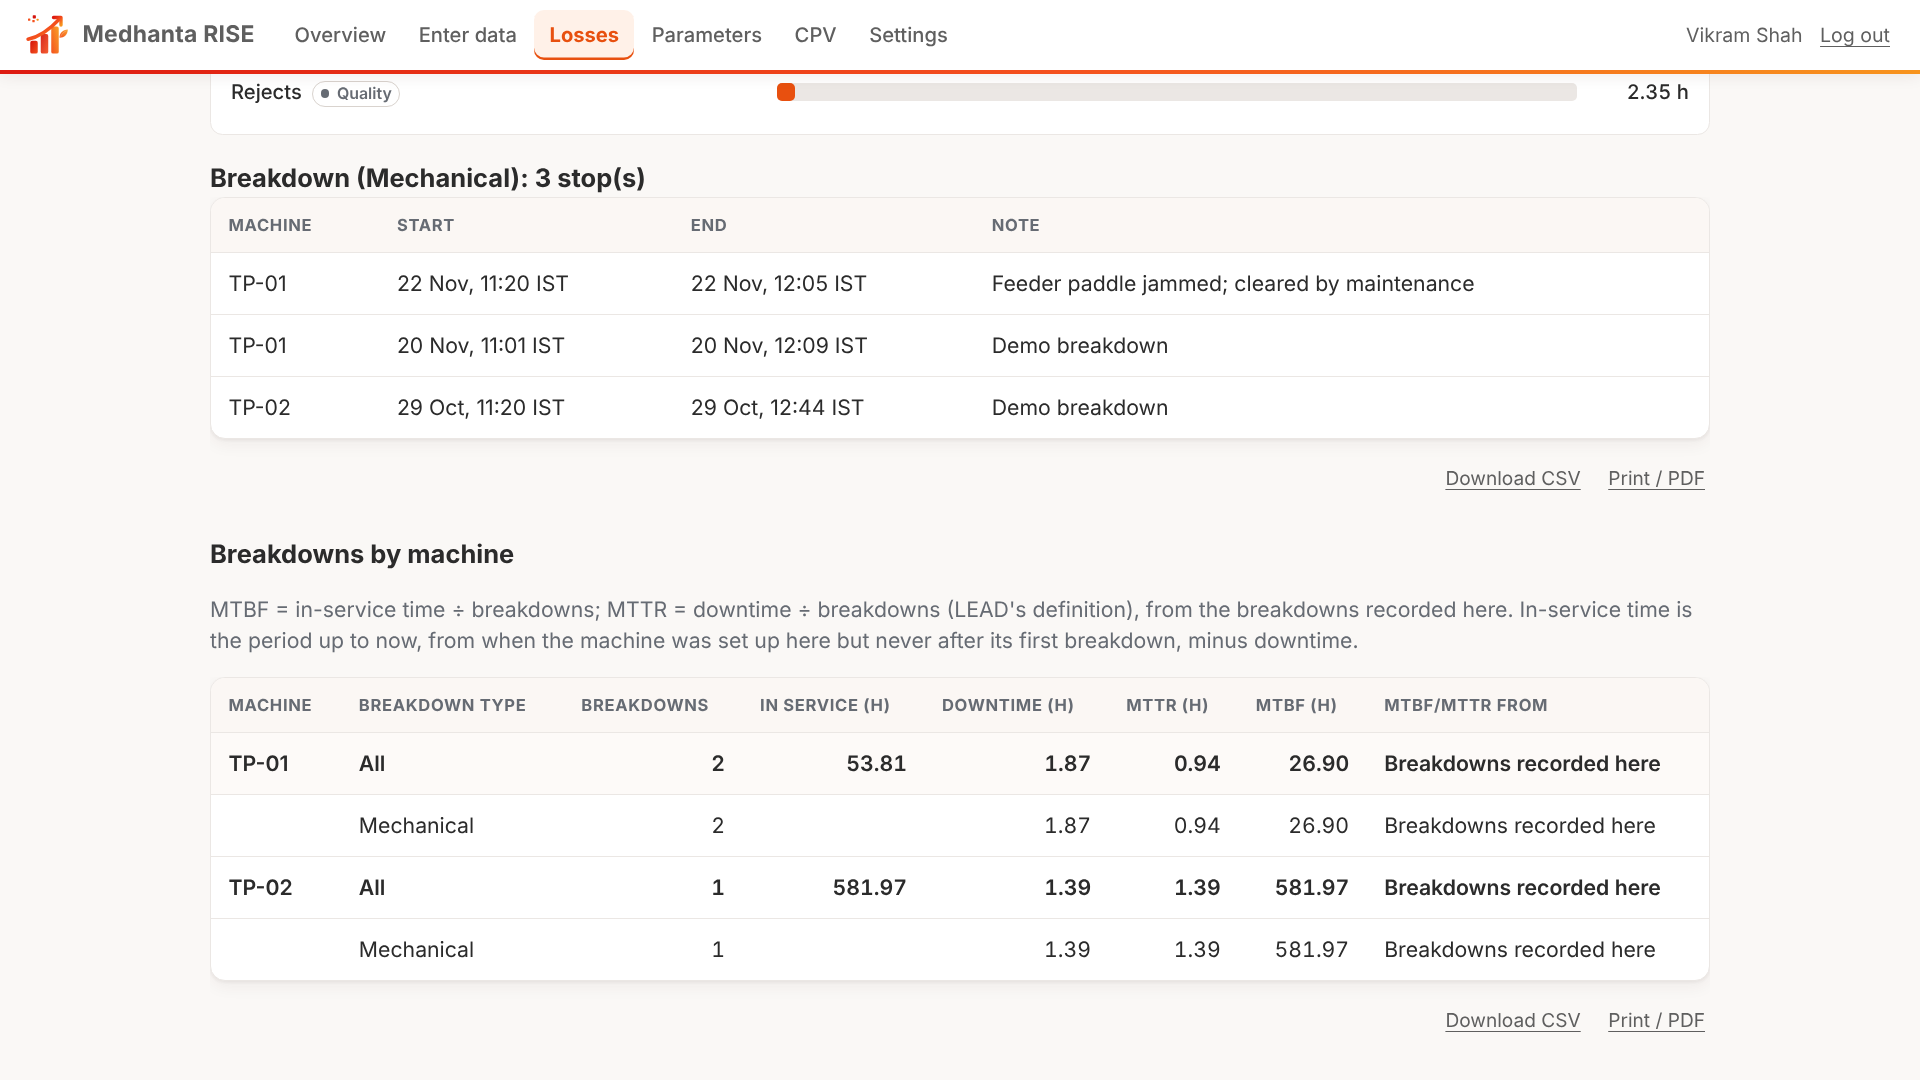 Medhanta RISE Overview Enter data Losses Parameters CPV Settings Vikram Shah Log out
Rejects Quality 2.35 h
Breakdown (Mechanical): 3 stop(s)
MACHINE START END NOTE
TP-01 22 Nov, 11:20 IST 22 Nov, 12:05 IST Feeder paddle jammed; cleared by maintenance
TP-01 20 Nov, 11:01 IST 20 Nov, 12:09 IST Demo breakdown
TP-02 29 Oct, 11:20 IST 29 Oct, 12:44 IST Demo breakdown
Download CSV Print / PDF
Breakdowns by machine
MTBF = in-service time ÷ breakdowns; MTTR = downtime ÷ breakdowns (LEAD's definition), from the breakdowns recorded here. In-service time is
the period up to now, from when the machine was set up here but never after its first breakdown, minus downtime.
MACHINE BREAKDOWN TYPE BREAKDOWNS IN SERVICE (H) DOWNTIME (H) MTTR (H) MTBF (H) MTBF/MTTR FROM
TP-01 All 2 53.81 1.87 0.94 26.90 Breakdowns recorded here
Mechanical 2 1.87 0.94 26.90 Breakdowns recorded here
TP-02 All 1 581.97 1.39 1.39 581.97 Breakdowns recorded here
Mechanical 1 1.39 1.39 581.97 Breakdowns recorded here
Download CSV Print / PDF